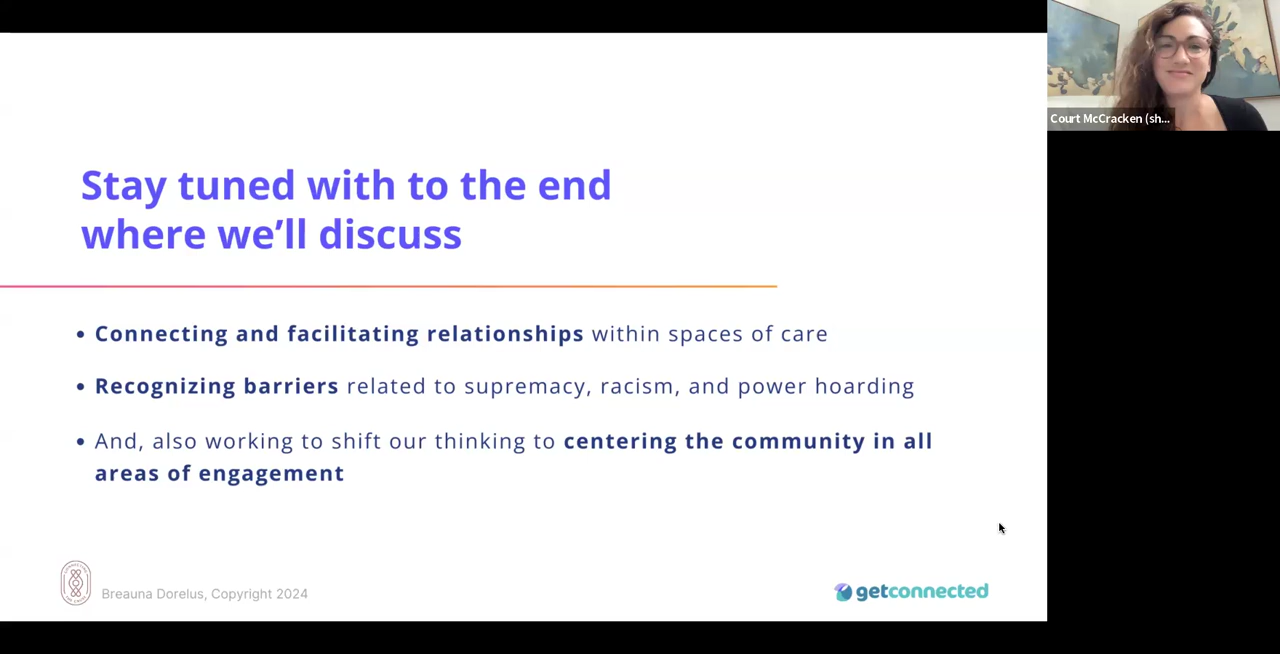 Stay tuned with to the end
where we’ll discuss
• Connecting and facilitating relationships within spaces of care
• Recognizing barriers related to supremacy, racism, and power hoarding
• And, also working to shift our thinking to centering the community in all
areas of engagement
Breauna Dorelus, Copyright 2024
getconnected
Court McCracken (sh...